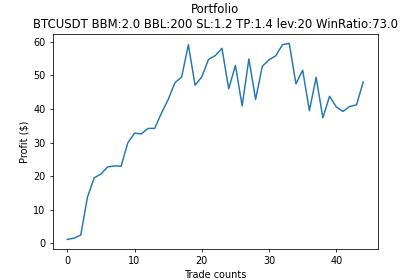 Portfolio
BTCUSDT BBM:2.0 BBL:200 SL:1.2 TP:1.4 lev:20 WinRatio:73.0
60
50
40
30
20
10
0
Profit ($)
0 10 20 30 40
Trade counts